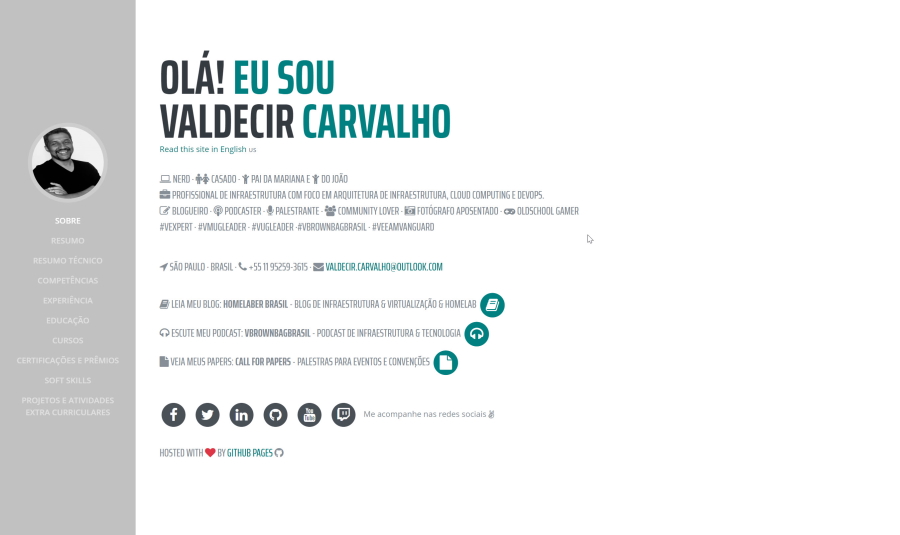 SOBRE
RESUMO
RESUMO TÉCNICO
COMPETÊNCIAS
EXPERIÊNCIA
EDUCAÇÃO
CURSOS
CERTIFICAÇÕES E PRÊMIOS
SOFT SKILLS
PROJETOS E ATIVIDADES
EXTRA CURRICULARES
OLÁ! EU SOU
VALDECIR CARVALHO
Read this site in English us
NERD · CASADO · PAI DA MARIANA E DO JOÃO
PROFISSIONAL DE INFRAESTRUTURA COM FOCO EM ARQUITETURA DE INFRAESTRUTURA, CLOUD COMPUTING E DEVOPS.
BLOGUEIRO · PODCASTER · PALESTRANTE · COMMUNITY LOVER · FOTÓGRAFO APOSENTADO · OLDSCHOOL GAMER
#VEXPERT · #VMUGLEADER · #VUGLEADER ·#VBROWNBAGBRASIL · #VEEAMVANGUARD
SÃO PAULO · BRASIL · +55 11 95259-3615 · VALDECIR.CARVALHO@OUTLOOK.COM
LEIA MEU BLOG: HOMELABER BRASIL - BLOG DE INFRAESTRUTURA & VIRTUALIZAÇÃO & HOMELAB
ESCUTE MEU PODCAST: VBROWNBAGBRASIL - PODCAST DE INFRAESTRUTURA & TECNOLOGIA
VEJA MEUS PAPERS: CALL FOR PAPERS - PALESTRAS PARA EVENTOS E CONVENÇÕES
You Tube
Me acompanhe nas redes sociais
HOSTED WITH BY GITHUB PAGES